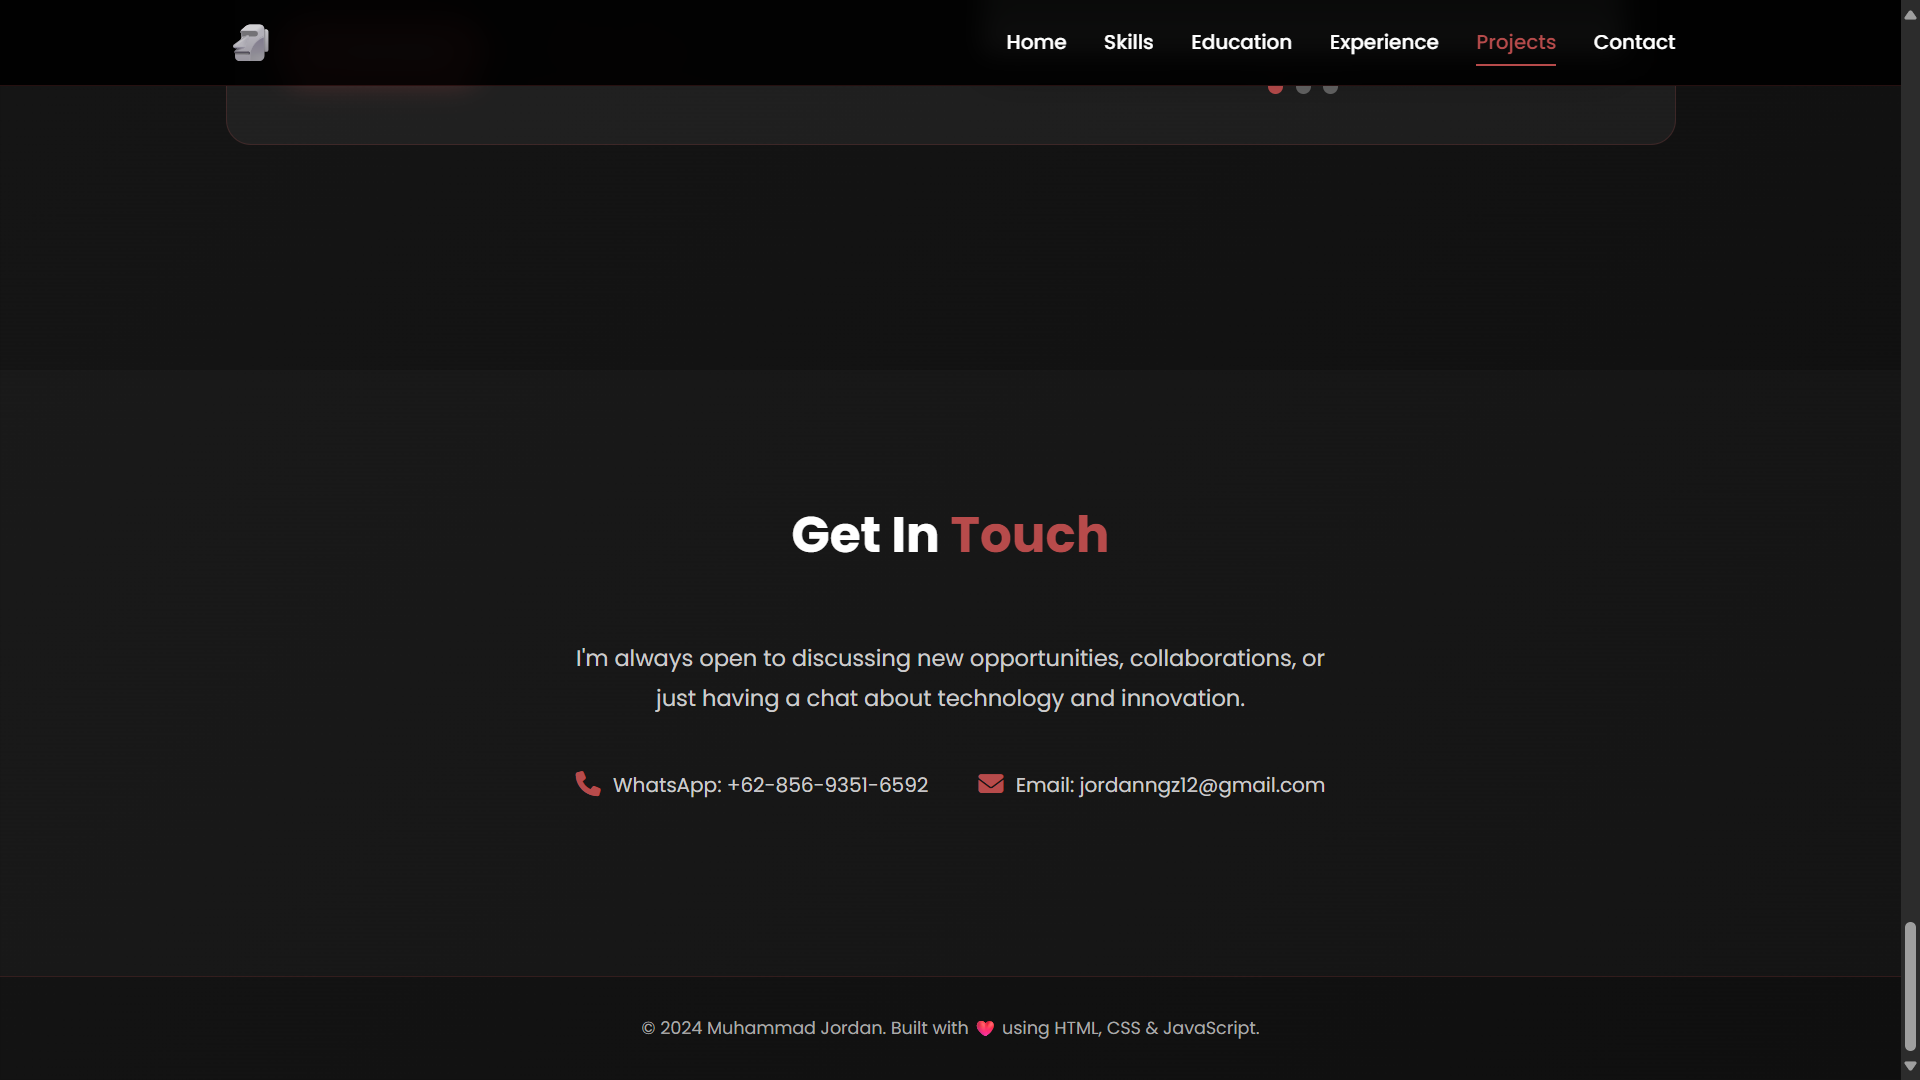 Home Skills Education Experience Projects Contact
Get In Touch
I'm always open to discussing new opportunities, collaborations, or
just having a chat about technology and innovation.
WhatsApp: +62-856-9351-6592 Email: jordanngz12@gmail.com
© 2024 Muhammad Jordan. Built with ❤️ using HTML, CSS & JavaScript.